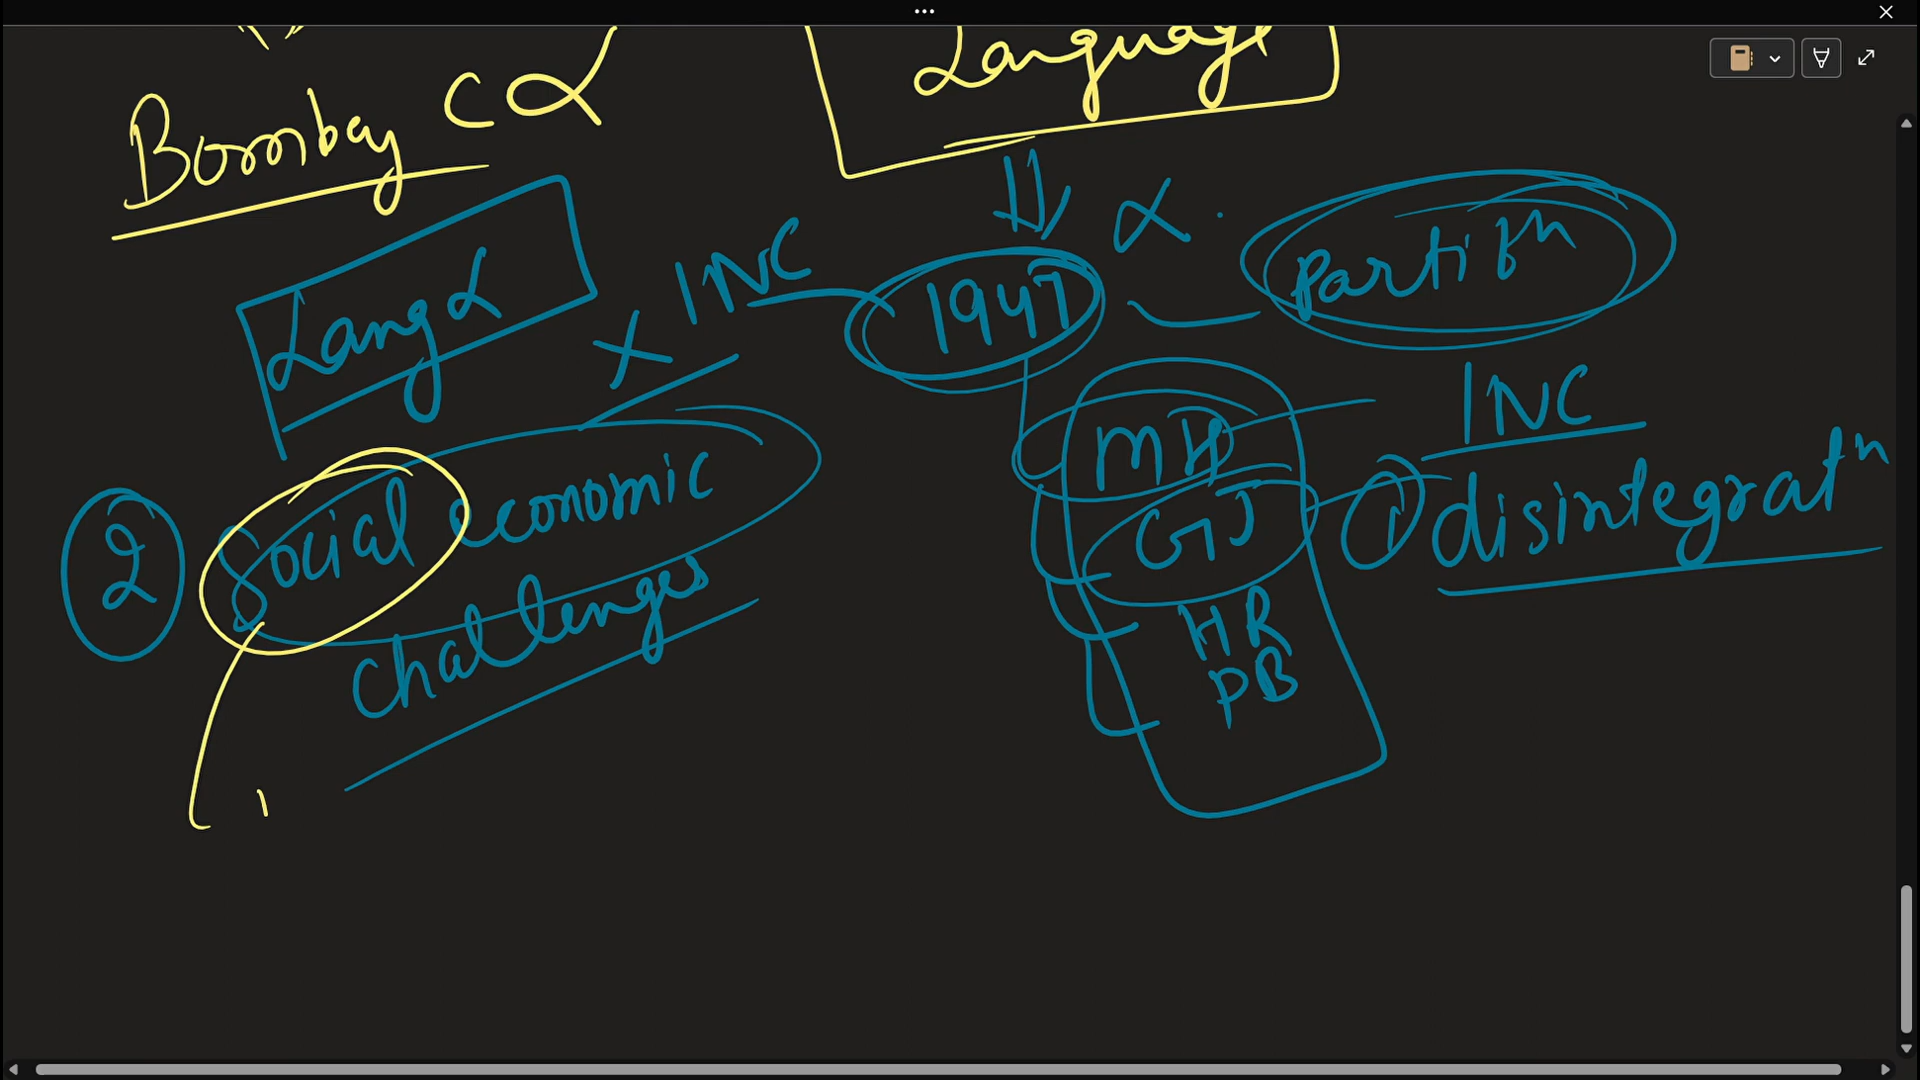 Language
Bombay C α
Lang α
X INC
1947
α
Partitⁿ
MH
GJ
HR
PB
INC
① disintegratⁿ
② Social economic
challenges